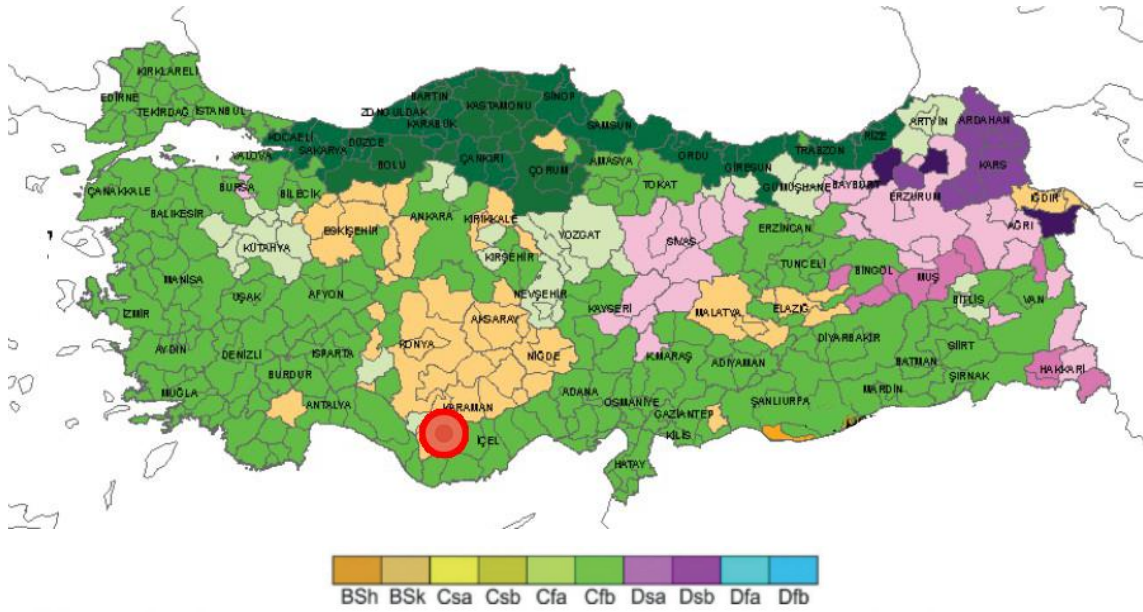 KIRKLARELİ
EDİRNE
TEKİRDAĞ İSTANBUL
BARTIN
ZONGULDAK
KASTAMONU
SİNOP
KARABÜK
SAMSUN
KOCAELİ
SAKARYA
DÜZCE
YALOVA
BOLU
ÇANKIRI
ÇORUM
AMASYA
ORDU
GİRESUN
TRABZON
RİZE
ARTVİN
ARDAHAN
KARS
ÇANAKKALE
BURSA
BİLECİK
TOKAT
GÜMÜŞHANE
BAYBURT
ERZURUM
IĞDIR
BALIKESİR
ESKİŞEHİR
ANKARA
KIRIKKALE
YOZGAT
SİVAS
ERZİNCAN
AĞRI
KÜTAHYA
KIRŞEHİR
TUNCELİ
BİNGÖL
MUŞ
MANİSA
UŞAK
AFYON
NEVŞEHİR
KAYSERİ
MALATYA
ELAZIĞ
BİTLİS
VAN
İZMİR
AKSARAY
KONYA
NİĞDE
DİYARBAKIR
SİİRT
AYDIN
DENİZLİ
ISPARTA
K.MARAŞ
ADIYAMAN
BATMAN
ŞIRNAK
HAKKARİ
BURDUR
MUĞLA
ANTALYA
KARAMAN
ADANA
OSMANİYE
GAZİANTEP
ŞANLIURFA
MARDİN
İÇEL
KİLİS
HATAY
BSh BSk Csa Csb Cfa Cfb Dsa Dsb Dfa Dfb